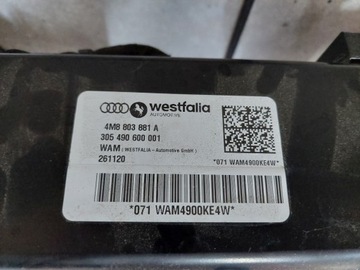 westfalia
AUTOMOTIVE
4M8 803 881 A
305 490 600 001
WAM ( WESTFALIA - Automotive GmbH )
261120
*071 WAM4900KE4W*
*071 WAM4900KE4W*